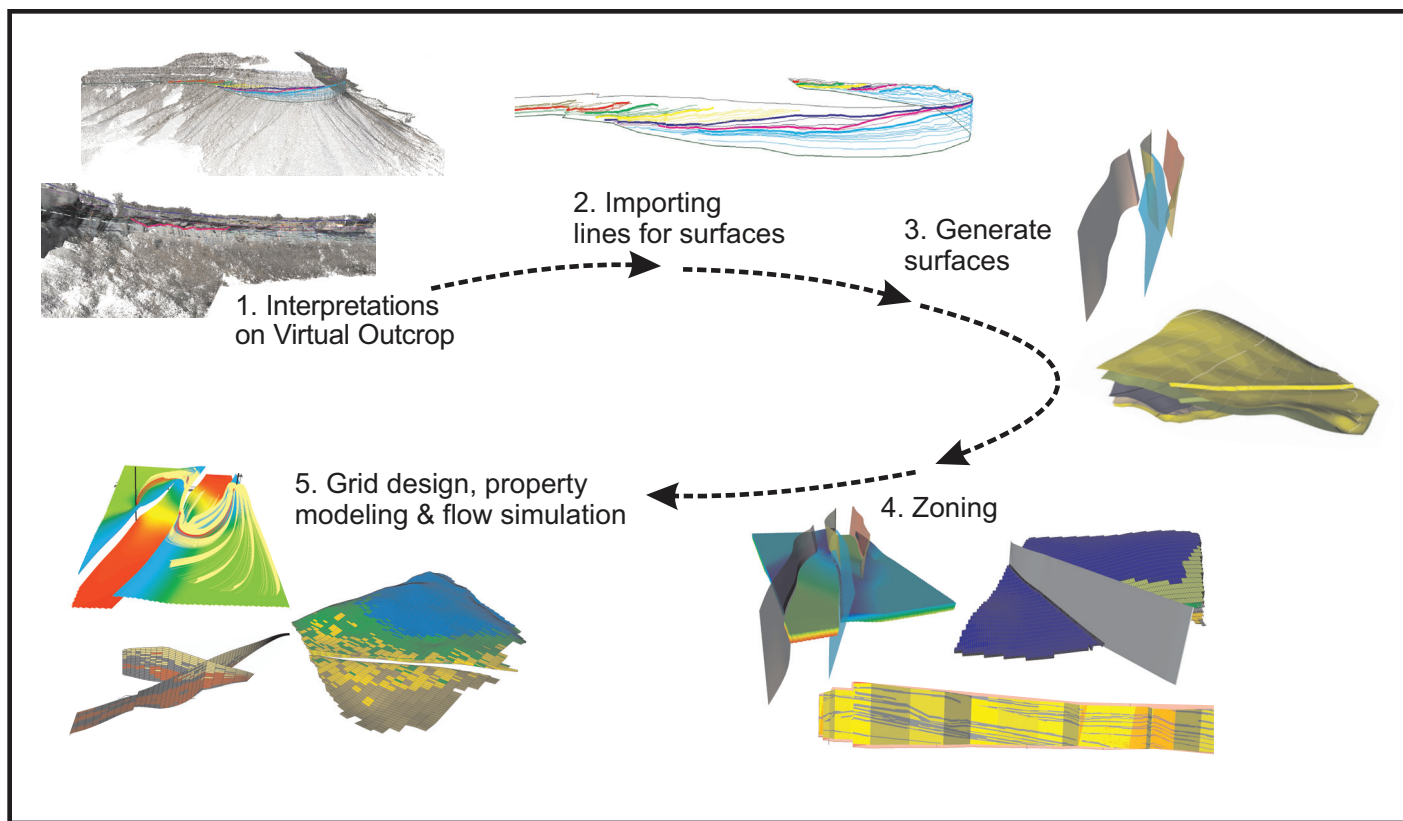 1. Interpretations
on Virtual Outcrop
2. Importing
lines for surfaces
3. Generate
surfaces
4. Zoning
5. Grid design, property
modeling & flow simulation